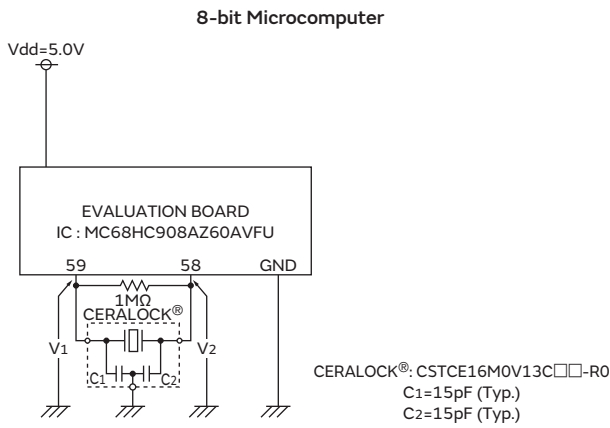 8-bit Microcomputer
Vdd=5.0V
EVALUATION BOARD
IC : MC68HC908AZ60AVFU
59 58 GND
1MΩ
CERALOCK®
V1 V2
C1 C2
CERALOCK®: CSTCE16M0V13C□□-R0
C1=15pF (Typ.)
C2=15pF (Typ.)